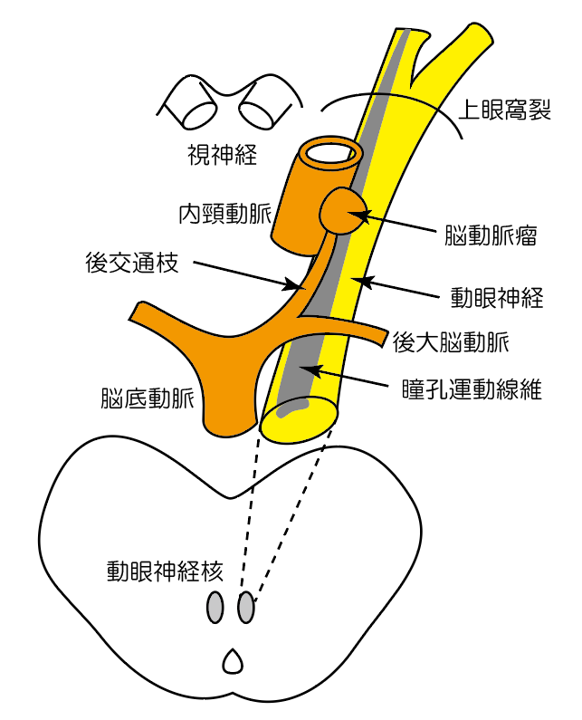 上眼窩裂
視神経
内頸動脈
脳動脈瘤
後交通枝
動眼神経
後大脳動脈
脳底動脈
瞳孔運動線維
動眼神経核